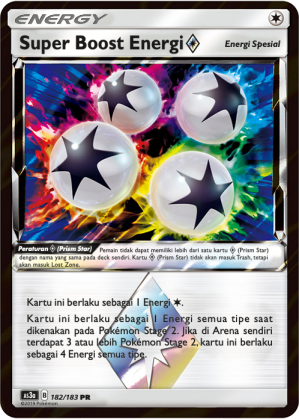 ENERGY
Super Boost Energi
Energi Spesial
Peraturan (Prism Star) Pemain tidak dapat memiliki lebih dari satu kartu (Prism Star)
dengan nama yang sama pada deck sendiri. Kartu (Prism Star) tidak akan masuk Trash, tetapi
akan masuk Lost Zone.
Kartu ini berlaku sebagai 1 Energi.
Kartu ini berlaku sebagai 1 Energi semua tipe saat
dikenakan pada Pokémon Stage 2. Jika di Arena sendiri
terdapat 3 atau lebih Pokémon Stage 2, kartu ini berlaku
sebagai 4 Energi semua tipe.
AS3a D 182/183 PR
©2019 Pokémon